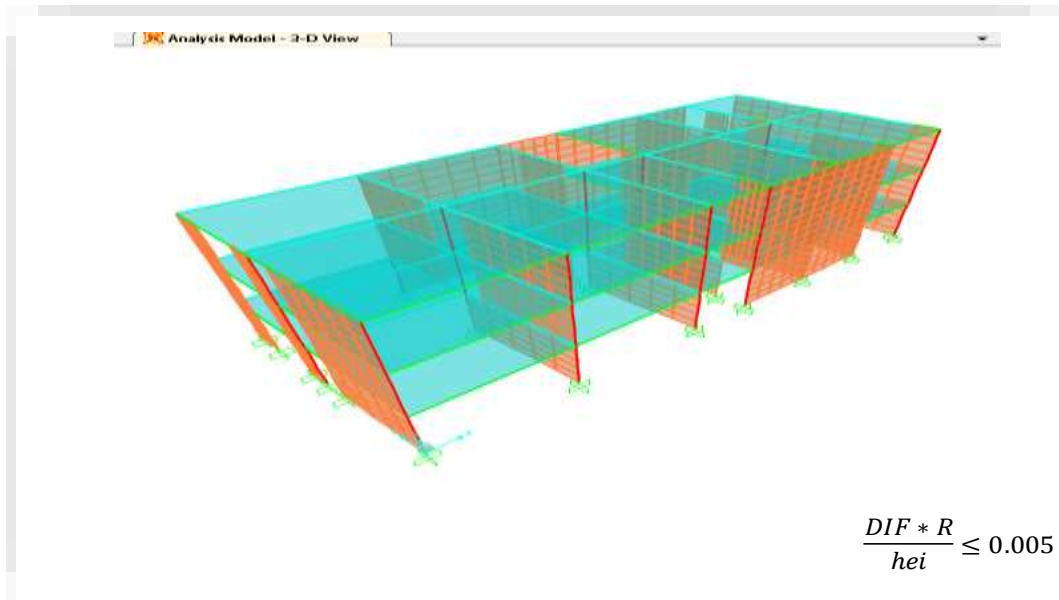 Analysis Model - 3-D View
DIF * R
hei
≤ 0.005